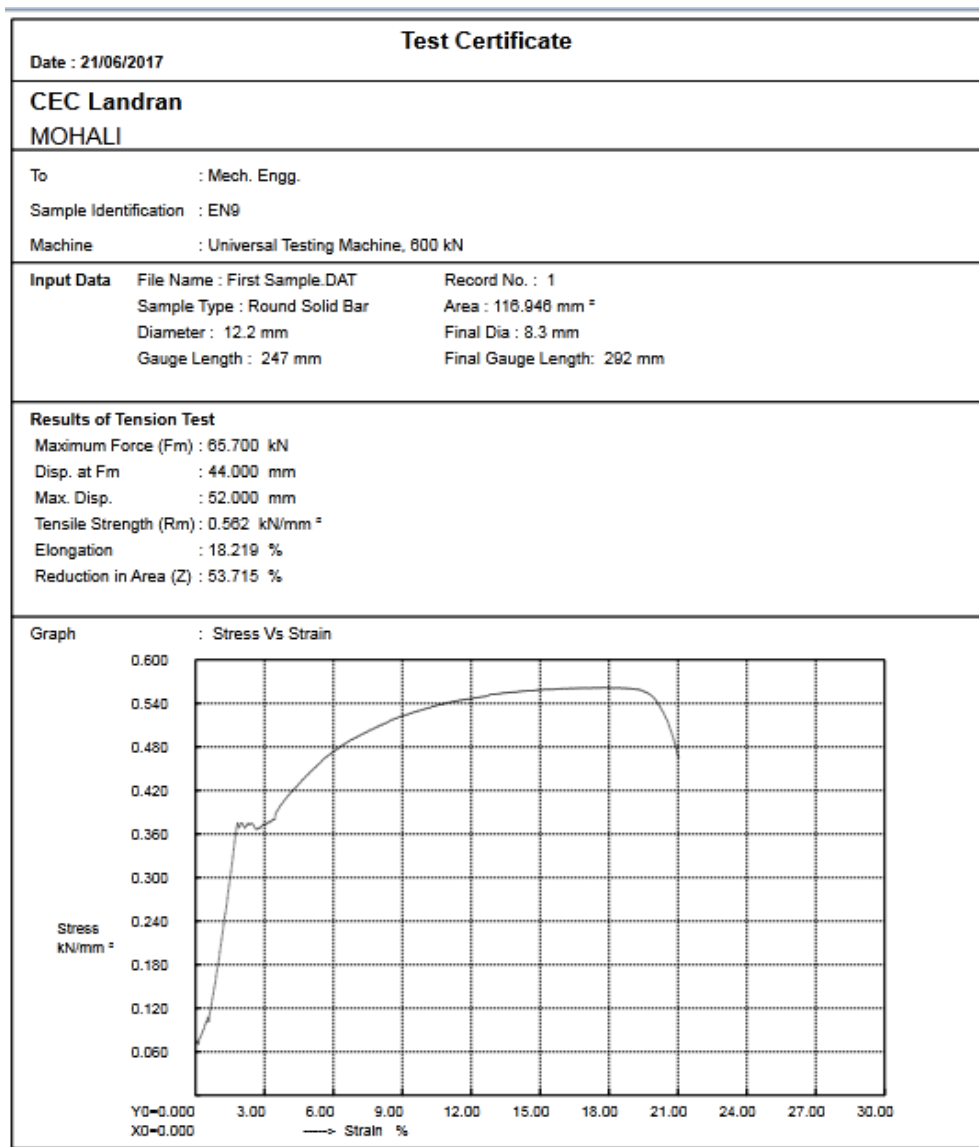 Test Certificate
Date : 21/06/2017
CEC Landran
MOHALI
To : Mech. Engg.
Sample Identification : EN9
Machine : Universal Testing Machine, 600 kN
Input Data File Name : First Sample.DAT Record No. : 1
Sample Type : Round Solid Bar Area : 116.946 mm ²
Diameter : 12.2 mm Final Dia : 8.3 mm
Gauge Length : 247 mm Final Gauge Length: 292 mm
Results of Tension Test
Maximum Force (Fm) : 65.700 kN
Disp. at Fm : 44.000 mm
Max. Disp. : 52.000 mm
Tensile Strength (Rm) : 0.562 kN/mm ²
Elongation : 18.219 %
Reduction in Area (Z) : 53.715 %
Graph : Stress Vs Strain
0.600
0.540
0.480
0.420
0.360
0.300
0.240
Stress
kN/mm ²
0.180
0.120
0.060
Y0=0.000 3.00 6.00 9.00 12.00 15.00 18.00 21.00 24.00 27.00 30.00
X0=0.000 ----> Strain %